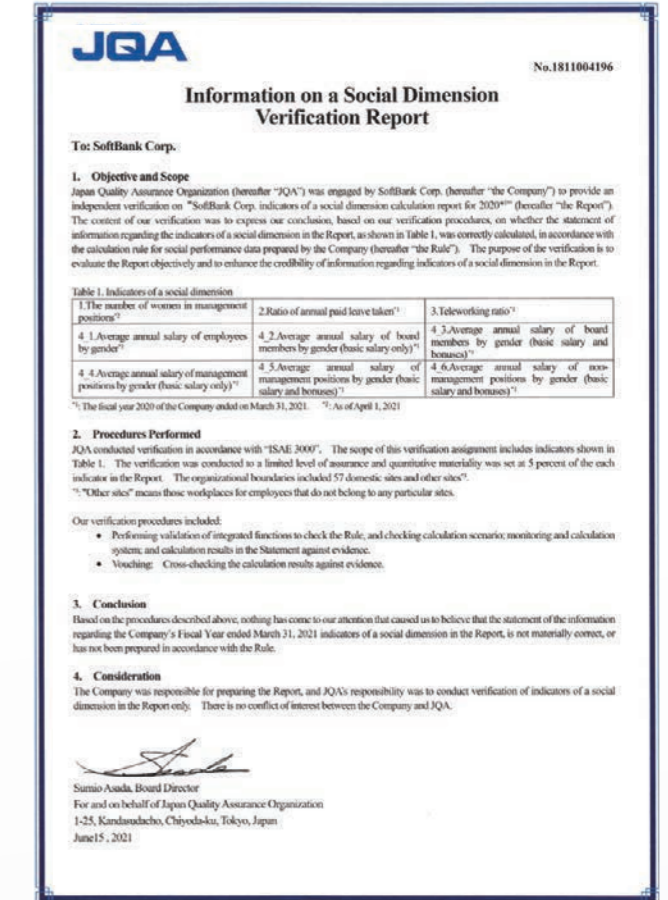 JQA
No.1811004196
Information on a Social Dimension
Verification Report
To: SoftBank Corp.
1. Objective and Scope
Japan Quality Assurance Organization (hereafter "JQA") was engaged by SoftBank Corp. (hereafter "the Company") to provide an
independent verification on "SoftBank Corp. indicators of a social dimension calculation report for 2020 (hereafter "the Report").
The content of our verification was to express our conclusion, based on our verification procedures, on whether the statement of
information regarding the indicators of a social dimension in the Report, as shown in Table 1, was correctly calculated, in accordance with
the calculation rule for social performance data prepared by the Company (hereafter "the Rule"). The purpose of the verification is to
evaluate the Report objectively and to enhance the credibility of information regarding indicators of a social dimension in the Report.
Table 1. Indicators of a social dimension
1.The number of women in management
positions*2
2.Ratio of annual paid leave taken*1
3.Teleworking ratio*1
4_1.Average annual salary of employees
by gender*1
4_2.Average annual salary of board
members by gender (basic salary only)*1
4_3.Average annual salary of board
members by gender (basic salary and
bonuses)*1
4_4.Average annual salary of management
positions by gender (basic salary only)*1
4_5.Average annual salary of
management positions by gender (basic
salary and bonuses)*1
4_6.Average annual salary of non-
management positions by gender (basic
salary and bonuses)*1
*1: The fiscal year 2020 of the Company ended on March 31, 2021. *2: As of April 1, 2021
2. Procedures Performed
JQA conducted verification in accordance with "ISAE 3000". The scope of this verification assignment includes indicators shown in
Table 1. The verification was conducted to a limited level of assurance and quantitative materiality was set at 5 percent of the each
indicator in the Report. The organizational boundaries included 57 domestic sites and other sites*3.
*3: "Other sites" means those workplaces for employees that do not belong to any particular sites.
Our verification procedures included:
• Performing validation of integrated functions to check the Rule, and checking calculation scenario; monitoring and calculation
system; and calculation results in the Statement against evidence.
• Vouching: Cross-checking the calculation results against evidence.
3. Conclusion
Based on the procedures described above, nothing has come to our attention that caused us to believe that the statement of the information
regarding the Company's Fiscal Year ended March 31, 2021 indicators of a social dimension in the Report, is not materially correct, or
has not been prepared in accordance with the Rule.
4. Consideration
The Company was responsible for preparing the Report, and JQA's responsibility was to conduct verification of indicators of a social
dimension in the Report only. There is no conflict of interest between the Company and JQA.
Sumio Asada, Board Director
For and on behalf of Japan Quality Assurance Organization
1-25, Kandasudacho, Chiyoda-ku, Tokyo, Japan
June15 , 2021